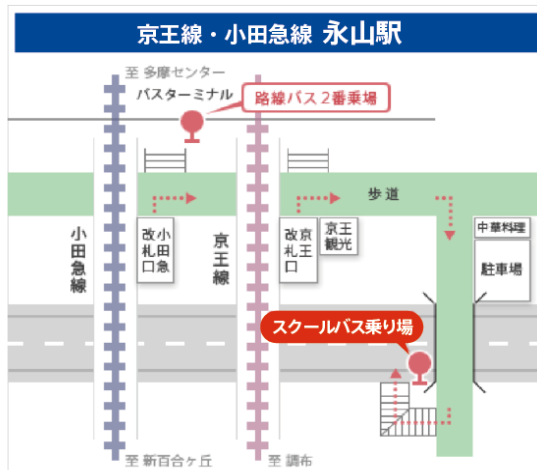 京王線・小田急線 永山駅
至 多摩センター
バスターミナル
路線バス2番乗場
歩道
小田急線
小田急
改札口
京王線
京王
改札口
京王
観光
中華料理
駐車場
スクールバス乗り場
至 新百合ヶ丘
至 調布